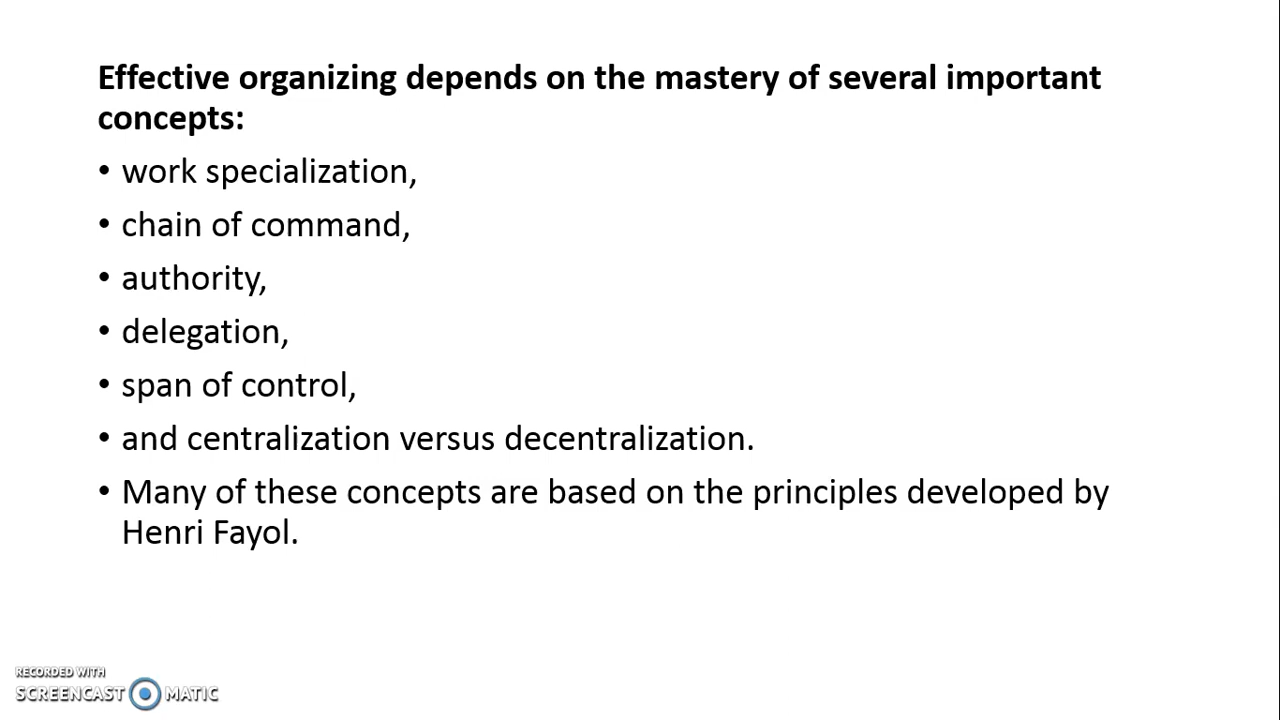 Effective organizing depends on the mastery of several important
concepts:
• work specialization,
• chain of command,
• authority,
• delegation,
• span of control,
• and centralization versus decentralization.
• Many of these concepts are based on the principles developed by
Henri Fayol.
RECORDED WITH
SCREENCAST MATIC